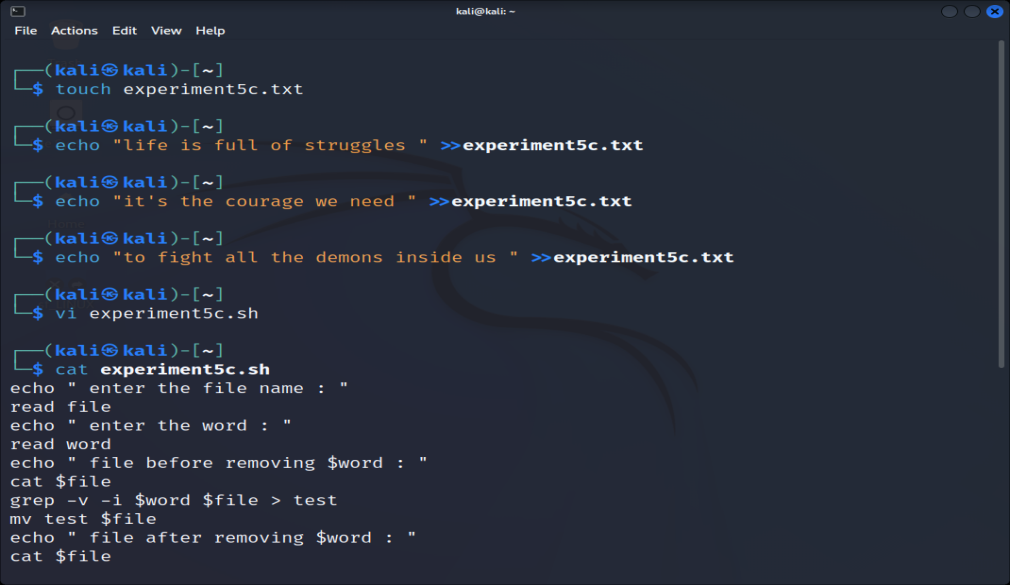 kali@kali: ~
File Actions Edit View Help
┌──(kali㉿kali)-[~]
└─$ touch experiment5c.txt
┌──(kali㉿kali)-[~]
└─$ echo "life is full of struggles " >>experiment5c.txt
┌──(kali㉿kali)-[~]
└─$ echo "it's the courage we need " >>experiment5c.txt
┌──(kali㉿kali)-[~]
└─$ echo "to fight all the demons inside us " >>experiment5c.txt
┌──(kali㉿kali)-[~]
└─$ vi experiment5c.sh
┌──(kali㉿kali)-[~]
└─$ cat experiment5c.sh
echo " enter the file name : "
read file
echo " enter the word : "
read word
echo " file before removing $word : "
cat $file
grep -v -i $word $file > test
mv test $file
echo " file after removing $word : "
cat $file